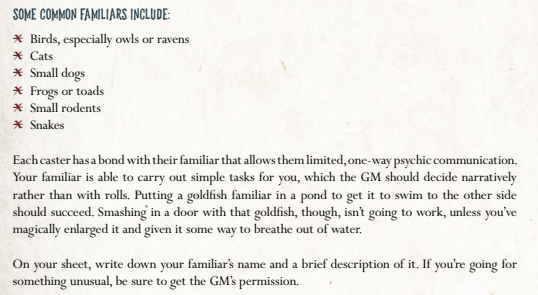 SOME COMMON FAMILIARS INCLUDE:
Birds, especially owls or ravens
Cats
Small dogs
Frogs or toads
Small rodents
Snakes
Each caster has a bond with their familiar that allows them limited, one-way psychic communication.
Your familiar is able to carry out simple tasks for you, which the GM should decide narratively
rather than with rolls. Putting a goldfish familiar in a pond to get it to swim to the other side
should succeed. Smashing in a door with that goldfish, though, isn't going to work, unless you've
magically enlarged it and given it some way to breathe out of water.
On your sheet, write down your familiar's name and a brief description of it. If you're going for
something unusual, be sure to get the GM's permission.